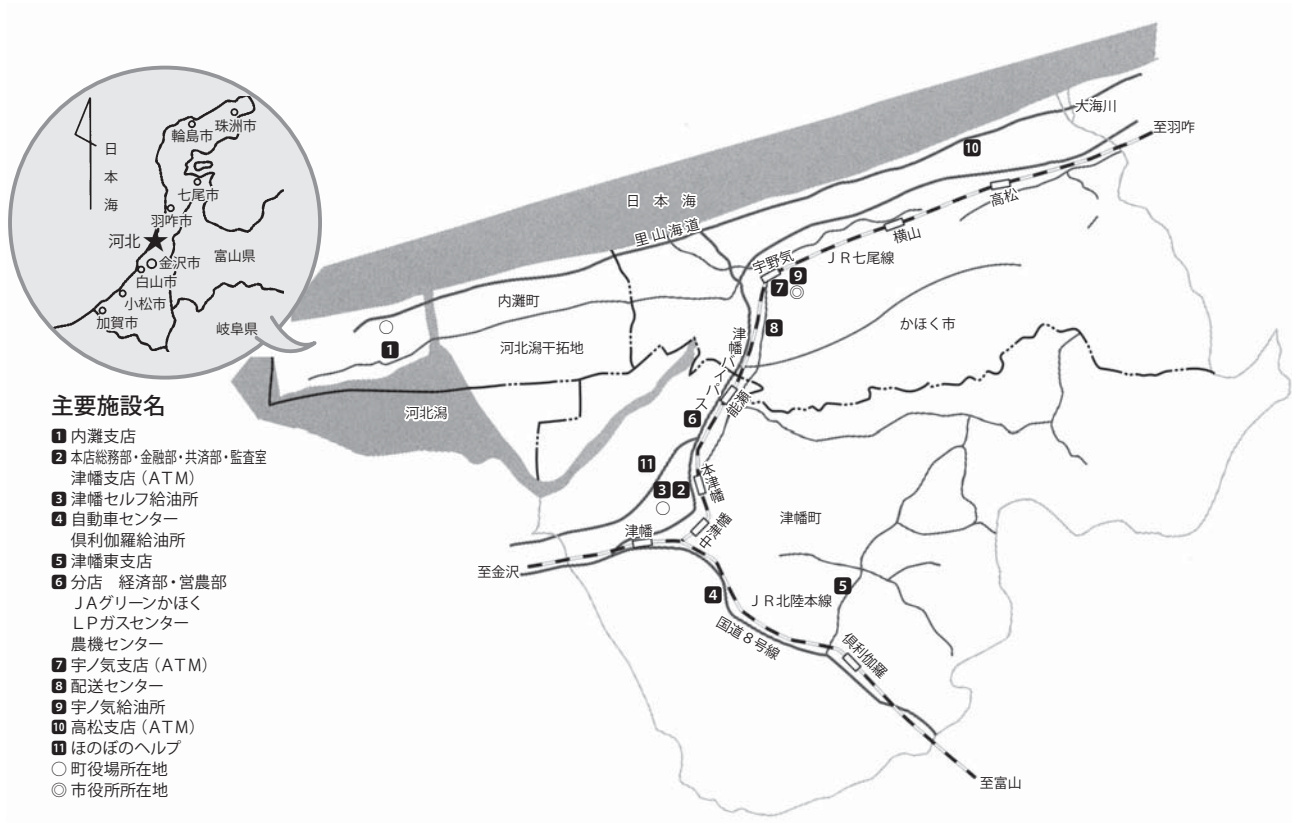 日本海
輪島市
珠洲市
七尾市
羽咋市
河北
金沢市
富山県
白山市
小松市
加賀市
岐阜県
大海川
至羽咋
10
日本海
里山海道
高松
横山
JR七尾線
宇野気
9
7
◎
8
内灘町
○
1
河北潟干拓地
津幡バイパス
かほく市
河北潟
能瀬
6
11
本津幡
3 2
○
中津幡
津幡
津幡町
至金沢
4
JR北陸本線
5
国道8号線
倶利伽羅
至富山
主要施設名
1 内灘支店
2 本店総務部・金融部・共済部・監査室
津幡支店(ATM)
3 津幡セルフ給油所
4 自動車センター
倶利伽羅給油所
5 津幡東支店
6 分店 経済部・営農部
JAグリーンかほく
LPガスセンター
農機センター
7 宇ノ気支店(ATM)
8 配送センター
9 宇ノ気給油所
10 高松支店(ATM)
11 ほのぼのヘルプ
○ 町役場所在地
◎ 市役所所在地